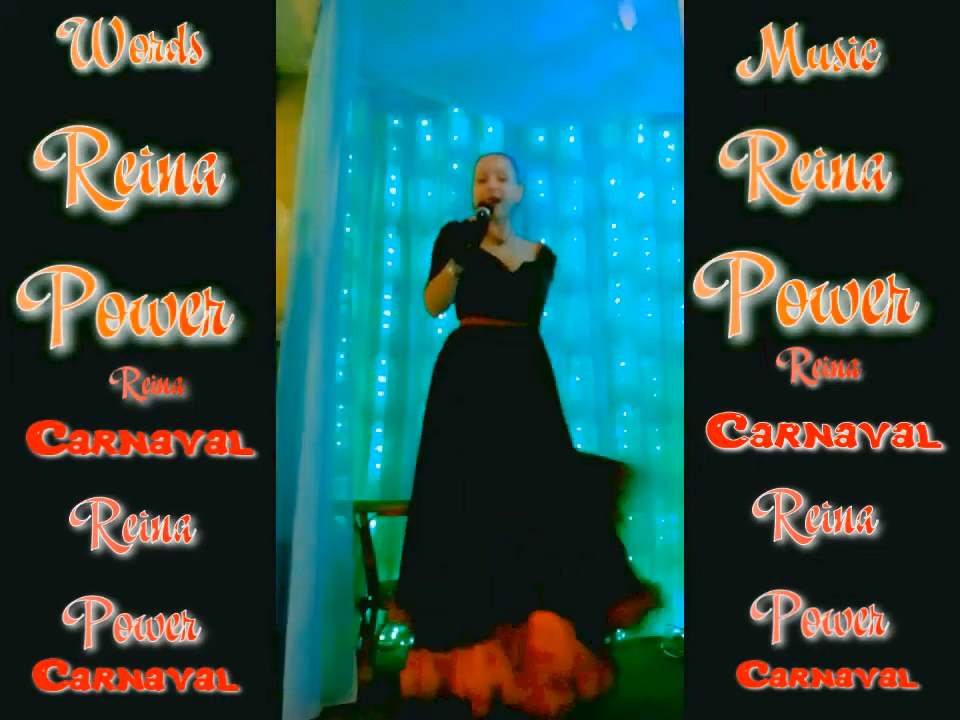 Words
Reina
Power
Reina
Carnaval
Reina
Power
Carnaval
Music
Reina
Power
Reina
Carnaval
Reina
Power
Carnaval